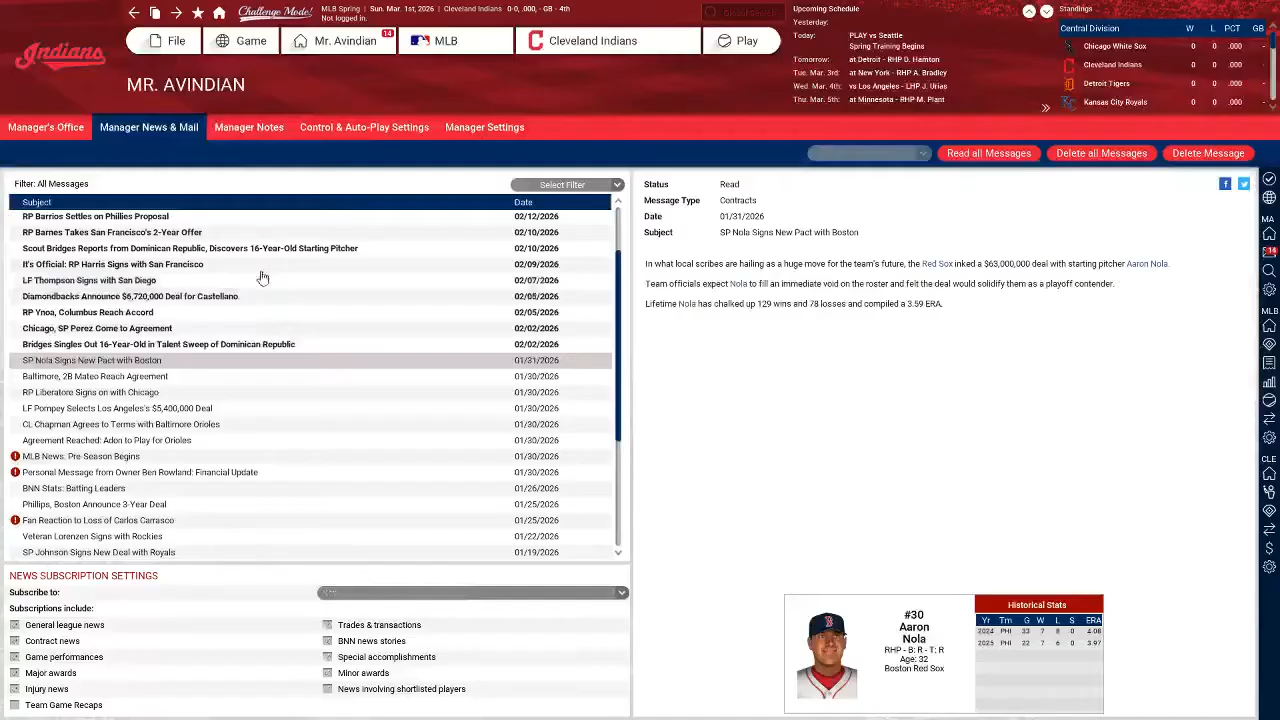 Challenge Mode!
MLB Spring | Sun. Mar. 1st, 2026 | Cleveland Indians 0-0, .000, - GB - 4th
Not logged in.
File
Game
Mr. Avindian
14
MLB
Cleveland Indians
Play
Indians
MR. AVINDIAN
Upcoming Schedule
Yesterday:
Today: PLAY vs Seattle
Spring Training Begins
Tomorrow: at Detroit - RHP D. Hamton
Tue. Mar. 3rd: at New York - RHP A. Bradley
Wed. Mar. 4th: vs Los Angeles - LHP J. Urias
Thu. Mar. 5th: at Minnesota - RHP M. Plant
Standings
Central Division W L PCT GB
Chicago White Sox 0 0 .000 -
Cleveland Indians 0 0 .000 -
Detroit Tigers 0 0 .000 -
Kansas City Royals 0 0 .000 -
Manager's Office
Manager News & Mail
Manager Notes
Control & Auto-Play Settings
Manager Settings
Read all Messages
Delete all Messages
Delete Message
Filter: All Messages
Select Filter
Subject Date
RP Barrios Settles on Phillies Proposal 02/12/2026
RP Barnes Takes San Francisco's 2-Year Offer 02/10/2026
Scout Bridges Reports from Dominican Republic, Discovers 16-Year-Old Starting Pitcher 02/10/2026
It's Official: RP Harris Signs with San Francisco 02/09/2026
LF Thompson Signs with San Diego 02/07/2026
Diamondbacks Announce $6,720,000 Deal for Castellano. 02/05/2026
RP Ynoa, Columbus Reach Accord 02/05/2026
Chicago, SP Perez Come to Agreement 02/02/2026
Bridges Singles Out 16-Year-Old in Talent Sweep of Dominican Republic 02/02/2026
SP Nola Signs New Pact with Boston 01/31/2026
Baltimore, 2B Mateo Reach Agreement 01/30/2026
RP Liberatore Signs on with Chicago 01/30/2026
LF Pompey Selects Los Angeles's $5,400,000 Deal 01/30/2026
CL Chapman Agrees to Terms with Baltimore Orioles 01/30/2026
Agreement Reached: Adon to Play for Orioles 01/30/2026
MLB News: Pre-Season Begins 01/30/2026
Personal Message from Owner Ben Rowland: Financial Update 01/30/2026
BNN Stats: Batting Leaders 01/26/2026
Phillips, Boston Announce 3-Year Deal 01/25/2026
Fan Reaction to Loss of Carlos Carrasco 01/25/2026
Veteran Lorenzen Signs with Rockies 01/22/2026
SP Johnson Signs New Deal with Royals 01/19/2026
NEWS SUBSCRIPTION SETTINGS
Subscribe to:
Subscriptions include:
General league news
Trades & transactions
Contract news
BNN news stories
Game performances
Special accomplishments
Major awards
Minor awards
Injury news
News involving shortlisted players
Team Game Recaps
Status Read
Message Type Contracts
Date 01/31/2026
Subject SP Nola Signs New Pact with Boston
In what local scribes are hailing as a huge move for the team's future, the Red Sox inked a $63,000,000 deal with starting pitcher Aaron Nola.
Team officials expect Nola to fill an immediate void on the roster and felt the deal would solidify them as a playoff contender.
Lifetime Nola has chalked up 129 wins and 78 losses and compiled a 3.59 ERA.
#30
Aaron
Nola
RHP - B: R - T: R
Age: 32
Boston Red Sox
Historical Stats
Yr Tm G W L S ERA
2024 PHI 33 7 8 0 4.08
2025 PHI 22 7 6 0 3.97
MA
14
MLB
CLE